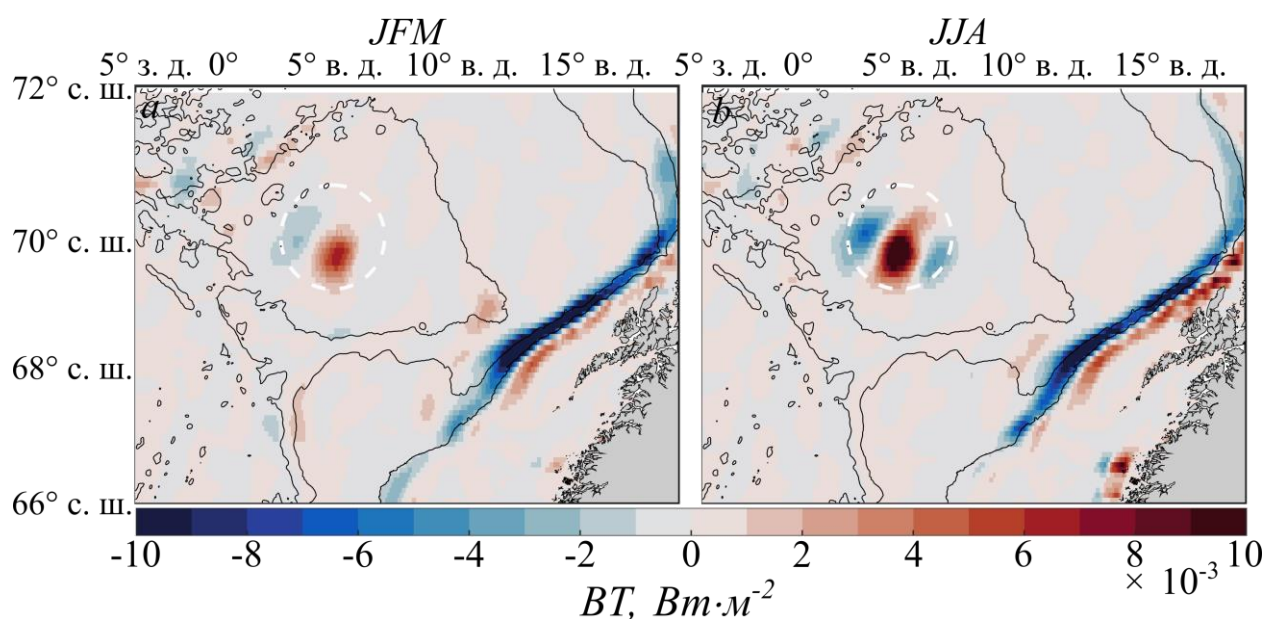 JFM JJA
5° з. д. 0° 5° в. д. 10° в. д. 15° в. д. 5° з. д. 0° 5° в. д. 10° в. д. 15° в. д.
72° с. ш.
a b
70° с. ш.
68° с. ш.
66° с. ш.
-10 -8 -6 -4 -2 0 2 4 6 8 10
× 10⁻³
BT, Вт·м⁻²